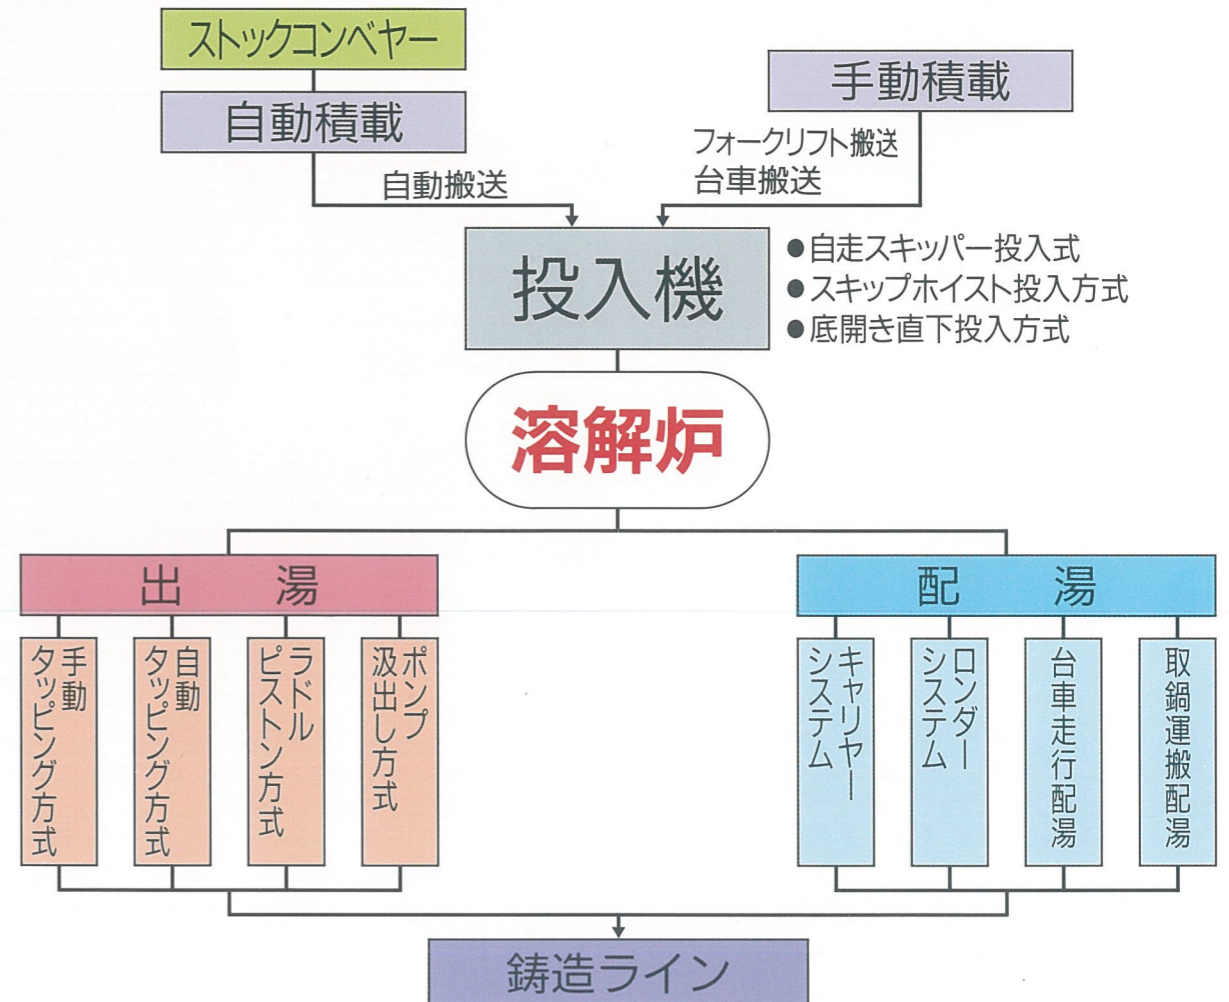 ストックコンベヤー
自動積載
手動積載
自動搬送
フォークリフト搬送
台車搬送
投入機
●自走スキッパー投入式
●スキップホイスト投入方式
●底開き直下投入方式
溶解炉
出 湯
配 湯
手動
タッピング方式
自動
タッピング方式
ラドル
ピストン方式
ポンプ
汲出し方式
キャリヤー
システム
ロンダー
システム
台車走行配湯
取鍋運搬配湯
鋳造ライン